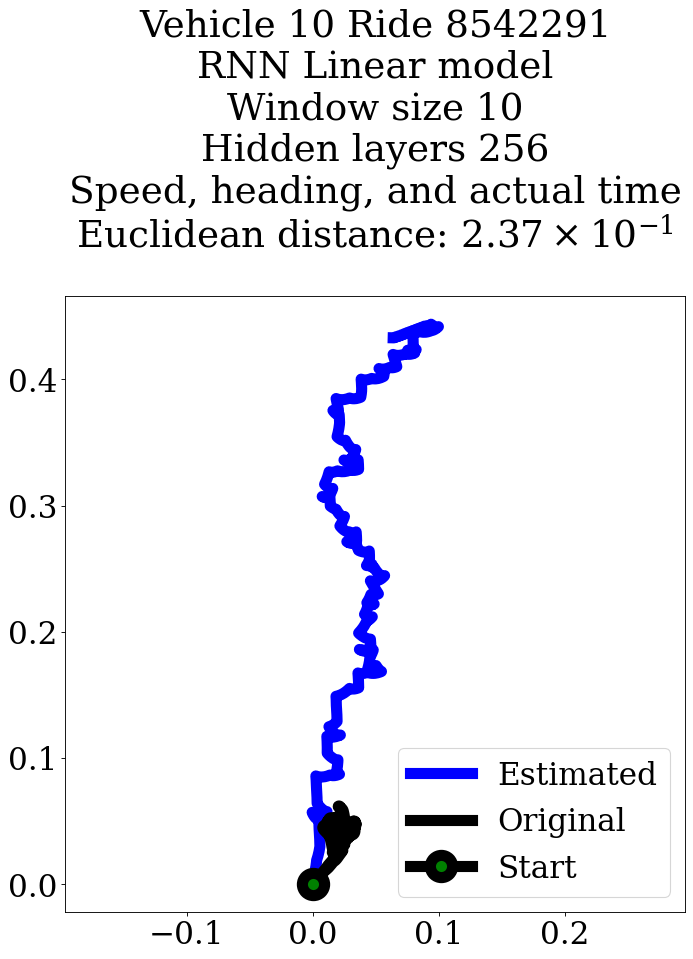 Vehicle 10 Ride 8542291
RNN Linear model
Window size 10
Hidden layers 256
Speed, heading, and actual time
Euclidean distance: 2.37 × 10⁻¹
0.4
0.3
0.2
0.1
0.0
−0.1
0.0
0.1
0.2
Estimated
Original
Start